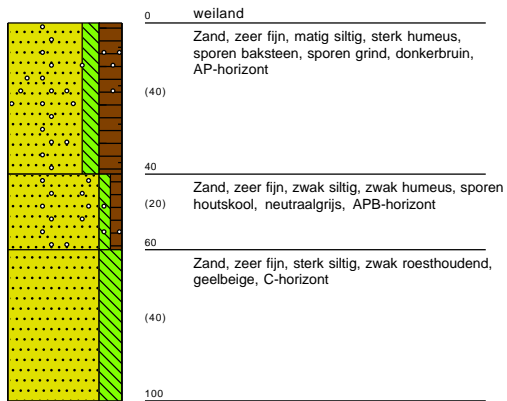 0 weiland
Zand, zeer fijn, matig siltig, sterk humeus,
sporen baksteen, sporen grind, donkerbruin,
AP-horizont
(40)
40
Zand, zeer fijn, zwak siltig, zwak humeus, sporen
houtskool, neutraalgrijs, APB-horizont
(20)
60
Zand, zeer fijn, sterk siltig, zwak roesthoudend,
geelbeige, C-horizont
(40)
100